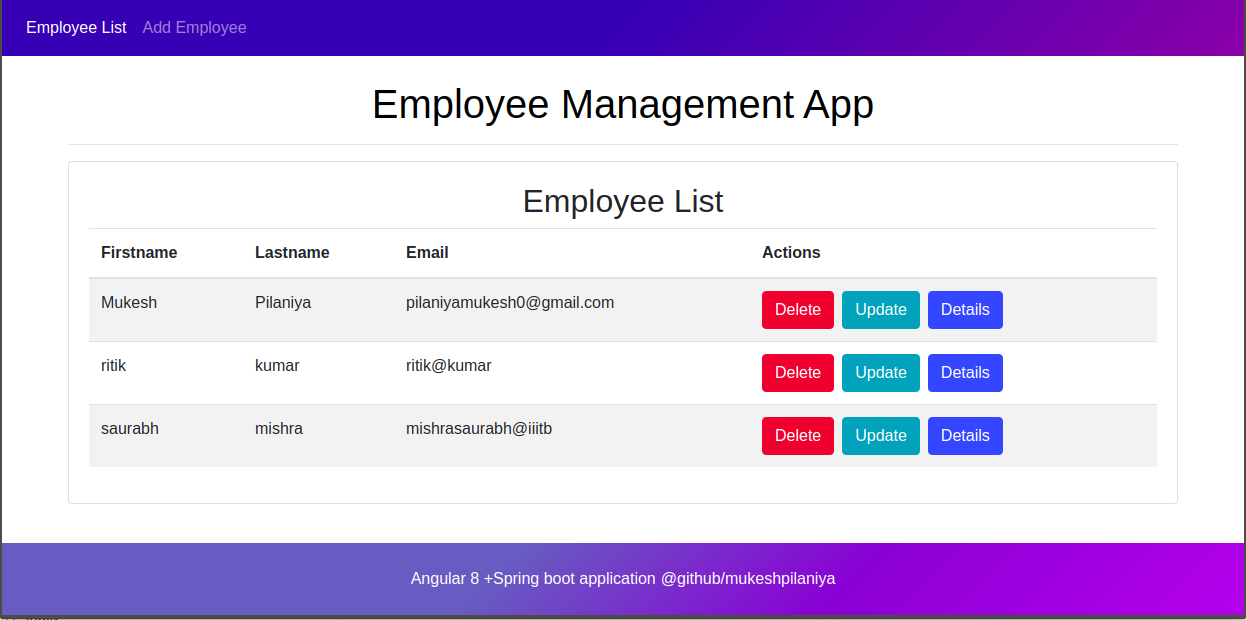 Employee List Add Employee
Employee Management App
Employee List
Firstname Lastname Email Actions
Mukesh Pilaniya pilaniyamukesh0@gmail.com Delete Update Details
ritik kumar ritik@kumar Delete Update Details
saurabh mishra mishrasaurabh@iiitb Delete Update Details
Angular 8 +Spring boot application @github/mukeshpilaniya